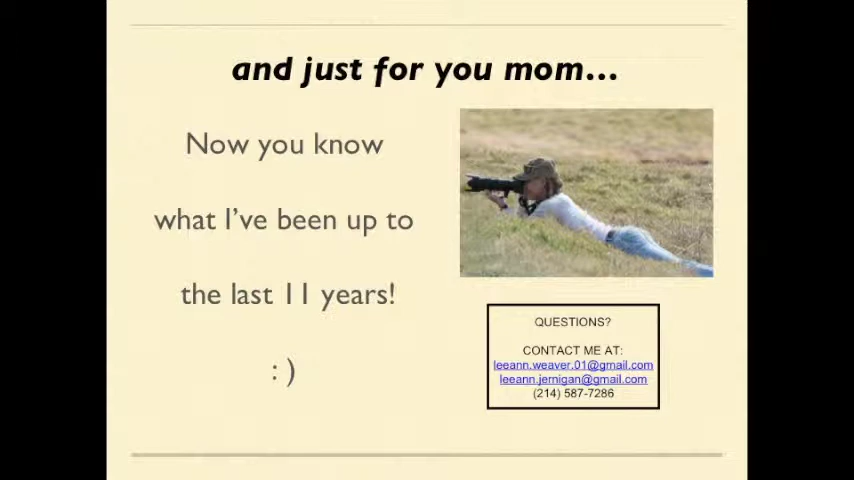 and just for you mom...
Now you know
what I've been up to
the last 11 years!
: )
QUESTIONS?
CONTACT ME AT:
leeann.weaver.01@gmail.com
leeann.jernigan@gmail.com
(214) 587-7286